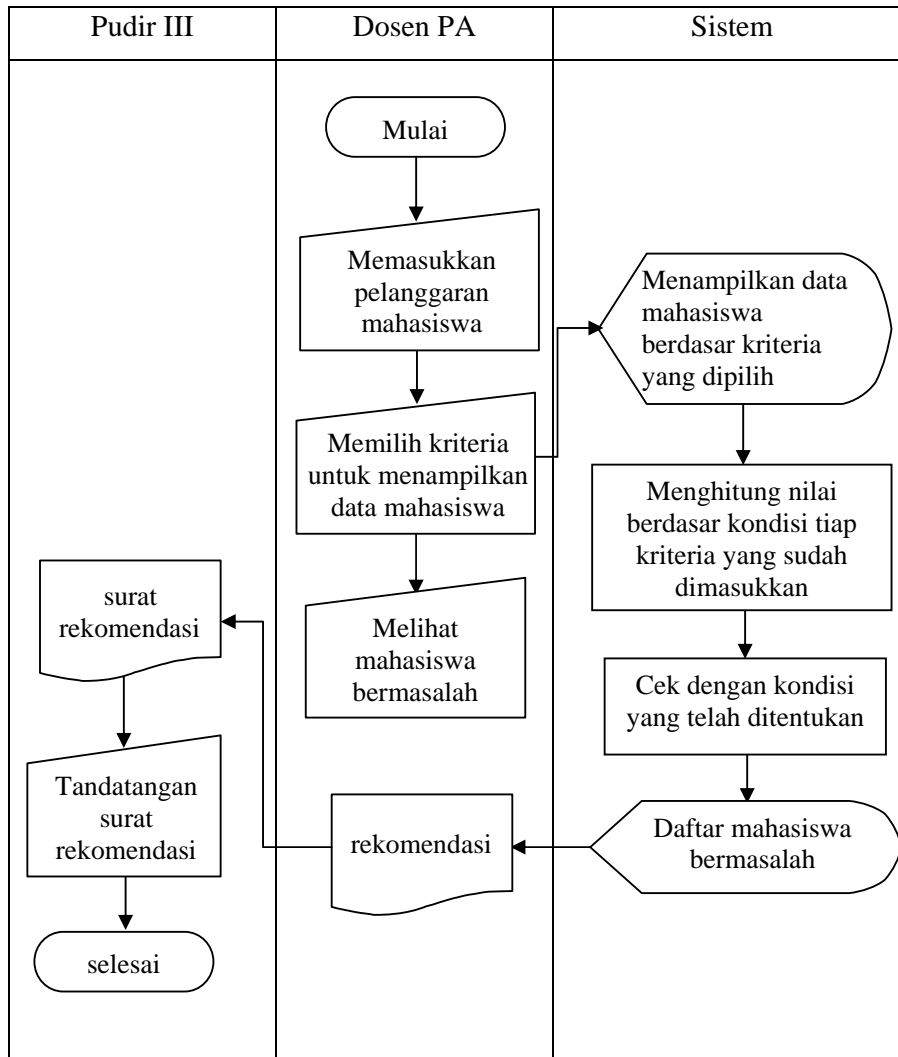 Pudir III
Dosen PA
Sistem
Mulai
Memasukkan
pelanggaran
mahasiswa
Menampilkan data
mahasiswa
berdasar kriteria
yang dipilih
Memilih kriteria
untuk menampilkan
data mahasiswa
Menghitung nilai
berdasar kondisi tiap
kriteria yang sudah
dimasukkan
surat
rekomendasi
Melihat
mahasiswa
bermasalah
Cek dengan kondisi
yang telah ditentukan
Tandatangan
surat
rekomendasi
rekomendasi
Daftar mahasiswa
bermasalah
selesai